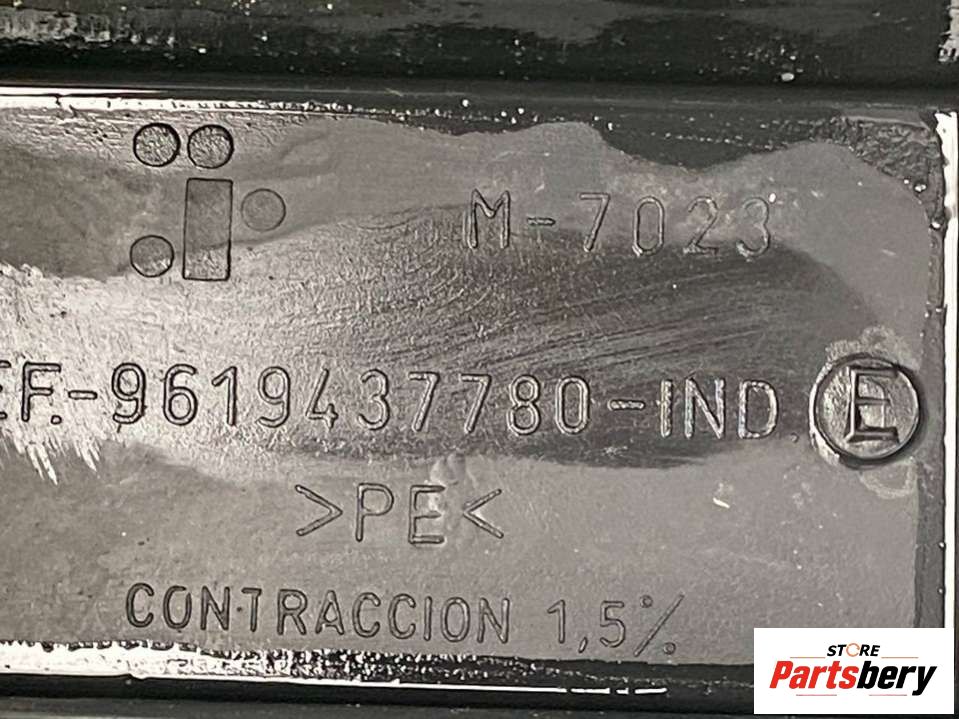 M-7023
EF.-9619437780-IND. E
>PE<
CONTRACCION 1,5%
STORE
Partsbery